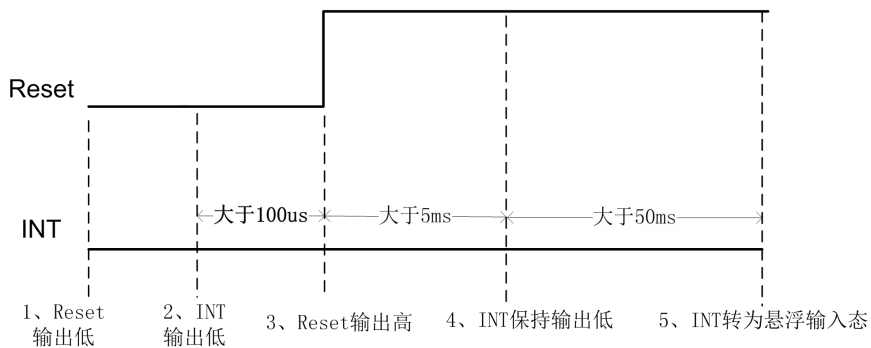 Reset
大于100us
大于5ms
大于50ms
INT
1、Reset
输出低
2、INT
输出低
3、Reset输出高
4、INT保持输出低
5、INT转为悬浮输入态